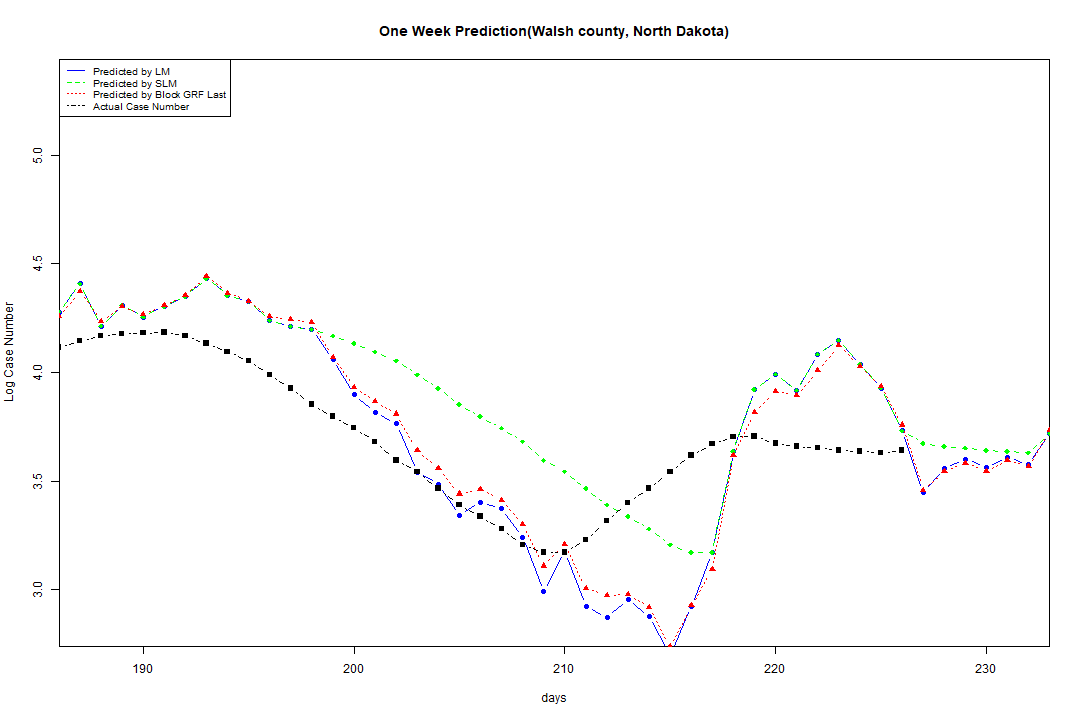 One Week Prediction(Walsh county, North Dakota)
Predicted by LM
Predicted by SLM
Predicted by Block GRF Last
Actual Case Number
5.0
4.5
4.0
3.5
3.0
Log Case Number
190 200 210 220 230
days